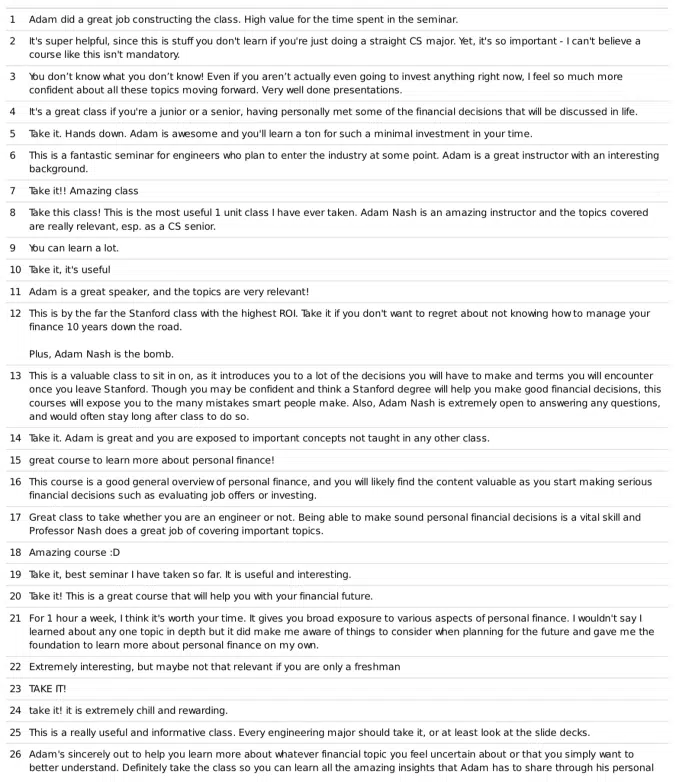 1 Adam did a great job constructing the class. High value for the time spent in the seminar.
2 It's super helpful, since this is stuff you don't learn if you're just doing a straight CS major. Yet, it's so important - I can't believe a
course like this isn't mandatory.
3 You don’t know what you don’t know! Even if you aren’t actually even going to invest anything right now, I feel so much more
confident about all these topics moving forward. Very well done presentations.
4 It's a great class if you're a junior or a senior, having personally met some of the financial decisions that will be discussed in life.
5 Take it. Hands down. Adam is awesome and you'll learn a ton for such a minimal investment in your time.
6 This is a fantastic seminar for engineers who plan to enter the industry at some point. Adam is a great instructor with an interesting
background.
7 Take it!! Amazing class
8 Take this class! This is the most useful 1 unit class I have ever taken. Adam Nash is an amazing instructor and the topics covered
are really relevant, esp. as a CS senior.
9 You can learn a lot.
10 Take it, it's useful
11 Adam is a great speaker, and the topics are very relevant!
12 This is by the far the Stanford class with the highest ROI. Take it if you don't want to regret about not knowing how to manage your
finance 10 years down the road.
Plus, Adam Nash is the bomb.
13 This is a valuable class to sit in on, as it introduces you to a lot of the decisions you will have to make and terms you will encounter
once you leave Stanford. Though you may be confident and think a Stanford degree will help you make good financial decisions, this
courses will expose you to the many mistakes smart people make. Also, Adam Nash is extremely open to answering any questions,
and would often stay long after class to do so.
14 Take it. Adam is great and you are exposed to important concepts not taught in any other class.
15 great course to learn more about personal finance!
16 This course is a good general overview of personal finance, and you will likely find the content valuable as you start making serious
financial decisions such as evaluating job offers or investing.
17 Great class to take whether you are an engineer or not. Being able to make sound personal financial decisions is a vital skill and
Professor Nash does a great job of covering important topics.
18 Amazing course :D
19 Take it, best seminar I have taken so far. It is useful and interesting.
20 Take it! This is a great course that will help you with your financial future.
21 For 1 hour a week, I think it's worth your time. It gives you broad exposure to various aspects of personal finance. I wouldn't say I
learned about any one topic in depth but it did make me aware of things to consider when planning for the future and gave me the
foundation to learn more about personal finance on my own.
22 Extremely interesting, but maybe not that relevant if you are only a freshman
23 TAKE IT!
24 take it! it is extremely chill and rewarding.
25 This is a really useful and informative class. Every engineering major should take it, or at least look at the slide decks.
26 Adam's sincerely out to help you learn more about whatever financial topic you feel uncertain about or that you simply want to
better understand. Definitely take the class so you can learn all the amazing insights that Adam has to share through his personal